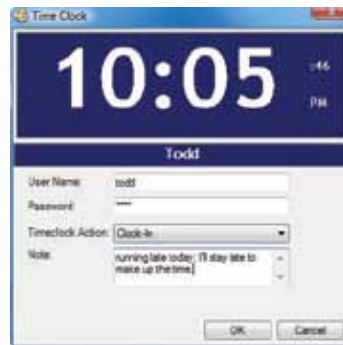 Time Clock
10:05
:46
PM
Todd
User Name: todd
Password: ****
Timeclock Action: Clock-In
Note: running late today; I'll stay late to
make up the time.
OK Cancel